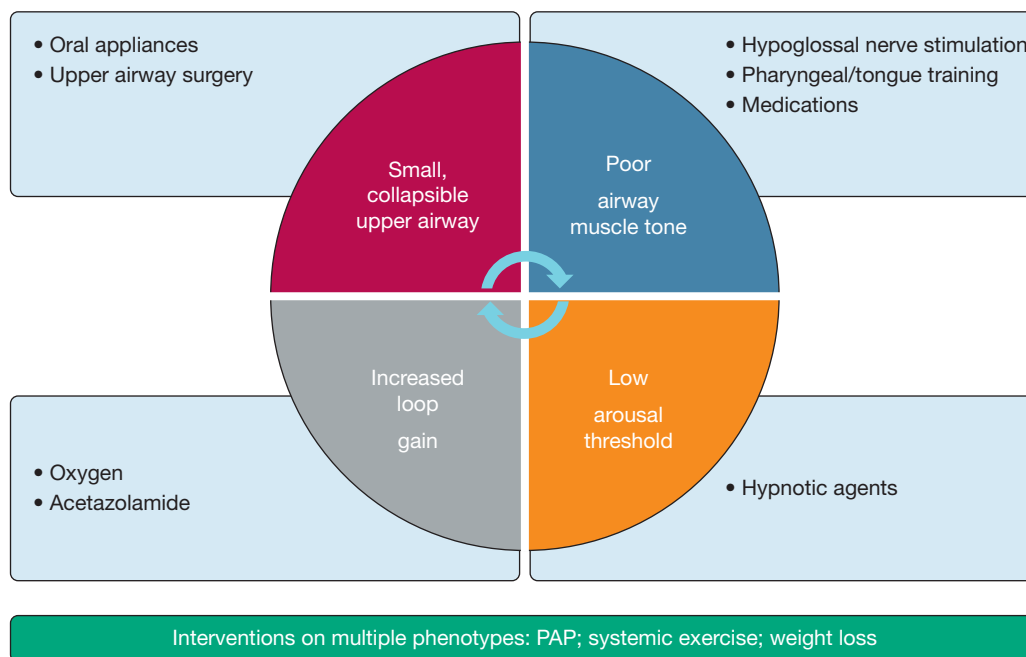 • Oral appliances
• Upper airway surgery
• Hypoglossal nerve stimulation
• Pharyngeal/tongue training
• Medications
Small,
collapsible
upper airway
Poor
airway
muscle tone
Increased
loop
gain
Low
arousal
threshold
• Oxygen
• Acetazolamide
• Hypnotic agents
Interventions on multiple phenotypes: PAP; systemic exercise; weight loss